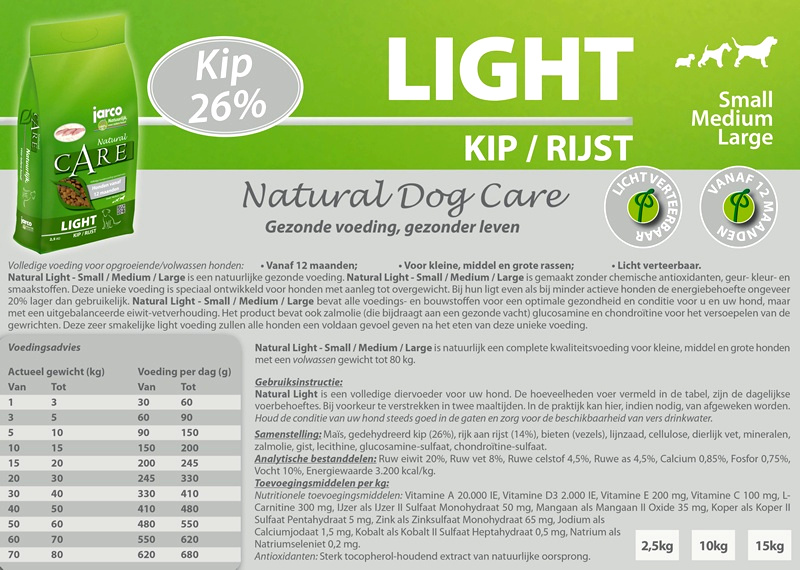 Kip
26%
LIGHT
KIP / RIJST
Small
Medium
Large
jarco
Natuurlijk
Natural
CARE
Honden vanaf
12 maanden
LIGHT
KIP / RIJST
Natural Dog Care
Gezonde voeding, gezonder leven
LICHT VERTEERBAAR
VANAF 12 MAANDEN
Volledige voeding voor opgroeiende/volwassen honden: • Vanaf 12 maanden; • Voor kleine, middel en grote rassen; • Licht verteerbaar.
Natural Light - Small / Medium / Large is een natuurlijke gezonde voeding. Natural Light - Small / Medium / Large is gemaakt zonder chemische antioxidanten, geur- kleur- en
smaakstoffen. Deze unieke voeding is speciaal ontwikkeld voor honden met aanleg tot overgewicht. Bij hun ligt even als bij minder actieve honden de energiebehoefte ongeveer
20% lager dan gebruikelijk. Natural Light - Small / Medium / Large bevat alle voedings- en bouwstoffen voor een optimale gezondheid en conditie voor u en uw hond, maar
met een uitgebalanceerde eiwit-vetverhouding. Het product bevat ook zalmolie (die bijdraagt aan een gezonde vacht) glucosamine en chondroïtine voor het versoepelen van de
gewrichten. Deze zeer smakelijke light voeding zullen alle honden een voldaan gevoel geven na het eten van deze unieke voeding.
Voedingsadvies
Actueel gewicht (kg) Voeding per dag (g)
Van Tot Van Tot
1 3 30 60
3 5 60 90
5 10 90 150
10 15 150 200
15 20 200 245
20 30 245 330
30 40 330 410
40 50 410 480
50 60 480 550
60 70 550 620
70 80 620 680
Natural Light - Small / Medium / Large is natuurlijk een complete kwaliteitsvoeding voor kleine, middel en grote honden
met een volwassen gewicht tot 80 kg.
Gebruiksinstructie:
Natural Light is een volledige diervoeder voor uw hond. De hoeveelheden voer vermeld in de tabel, zijn de dagelijkse
voerbehoeftes. Bij voorkeur te verstrekken in twee maaltijden. In de praktijk kan hier, indien nodig, van afgeweken worden.
Houd de conditie van uw hond steeds goed in de gaten en zorg voor de beschikbaarheid van vers drinkwater.
Samenstelling: Maïs, gedehydreerd kip (26%), rijk aan rijst (14%), bieten (vezels), lijnzaad, cellulose, dierlijk vet, mineralen,
zalmolie, gist, lecithine, glucosamine-sulfaat, chondroïtine-sulfaat.
Analytische bestanddelen: Ruw eiwit 20%, Ruw vet 8%, Ruwe celstof 4,5%, Ruwe as 4,5%, Calcium 0,85%, Fosfor 0,75%,
Vocht 10%, Energiewaarde 3.200 kcal/kg.
Toevoegingsmiddelen per kg:
Nutritionele toevoegingsmiddelen: Vitamine A 20.000 IE, Vitamine D3 2.000 IE, Vitamine E 200 mg, Vitamine C 100 mg, L-
Carnitine 300 mg, IJzer als IJzer II Sulfaat Monohydraat 50 mg, Mangaan als Mangaan II Oxide 35 mg, Koper als Koper II
Sulfaat Pentahydraat 5 mg, Zink als Zinksulfaat Monohydraat 65 mg, Jodium als
Calciumjodaat 1,5 mg, Kobalt als Kobalt II Sulfaat Heptahydraat 0,5 mg, Natrium als
Natriumseleniet 0,2 mg.
Antioxidanten: Sterk tocopherol-houdend extract van natuurlijke oorsprong.
2,5kg 10kg 15kg